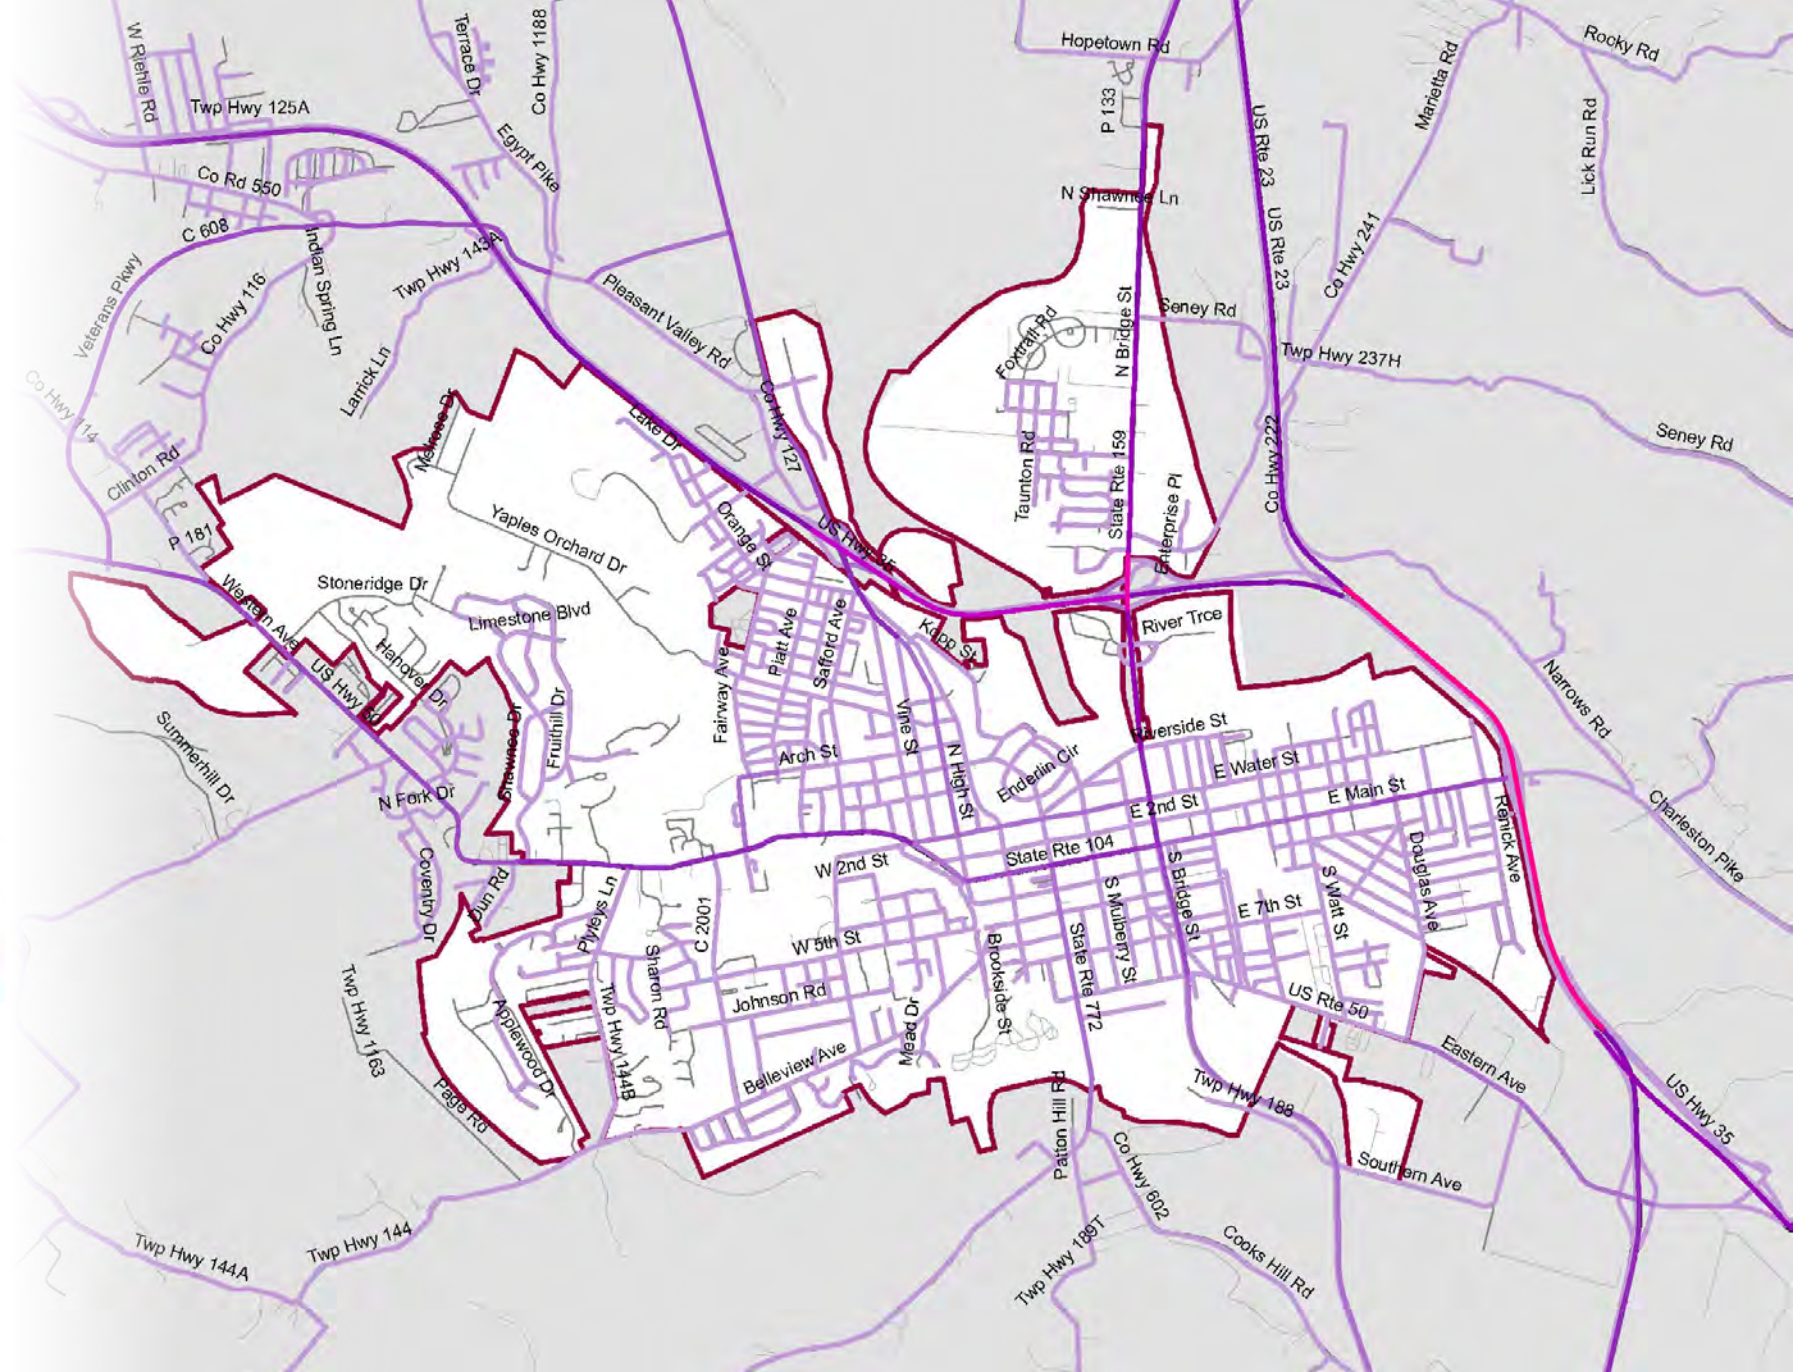 W Riehle Rd
Terrace Dr
Co Hwy 1188
Hopetown Rd
Marietta Rd
Rocky Rd
Twp Hwy 125A
P 133
US Rte 23
Lick Run Rd
Egypt Pike
Co Rd 550
N Shawnee Ln
US Rte 23
C 608
Indian Spring Ln
Twp Hwy 143A
Co Hwy 241
Veterans Pkwy
Co Hwy 116
Pleasant Valley Rd
N Bridge St
Seney Rd
Foxtrail Rd
Twp Hwy 237H
Larrick Ln
Co Hwy 114
Melrose Dr
Lake Dr
Co Hwy 127
Co Hwy 222
Seney Rd
Clinton Rd
Taunton Rd
State Rte 159
Enterprise Pl
P 181
Yaples Orchard Dr
Orange St
US Hwy 35
Stoneridge Dr
Western Ave
Limestone Blvd
Platt Ave
Safford Ave
Kopp St
River Trce
Hanover Dr
US Hwy 50
Fairway Ave
Narrows Rd
Summerhill Dr
Shawnee Dr
Fruithill Dr
Vine St
Riverside St
Arch St
N High St
Enderlin Cir
E Water St
N Fork Dr
E 2nd St
E Main St
Renick Ave
Charleston Pike
Coventry Dr
Dun Rd
W 2nd St
State Rte 104
Douglas Ave
Plyleys Ln
C 2001
S Mulberry St
S Bridge St
E 7th St
S Watt St
W 5th St
Brookside St
State Rte 772
Twp Hwy 1163
Sharon Rd
Applewood Dr
Twp Hwy 144B
Johnson Rd
Mead Dr
US Rte 50
Page Rd
Belleview Ave
Eastern Ave
Patton Hill Rd
Twp Hwy 188
US Hwy 35
Co Hwy 602
Southern Ave
Twp Hwy 144A
Twp Hwy 144
Twp Hwy 189T
Cooks Hill Rd